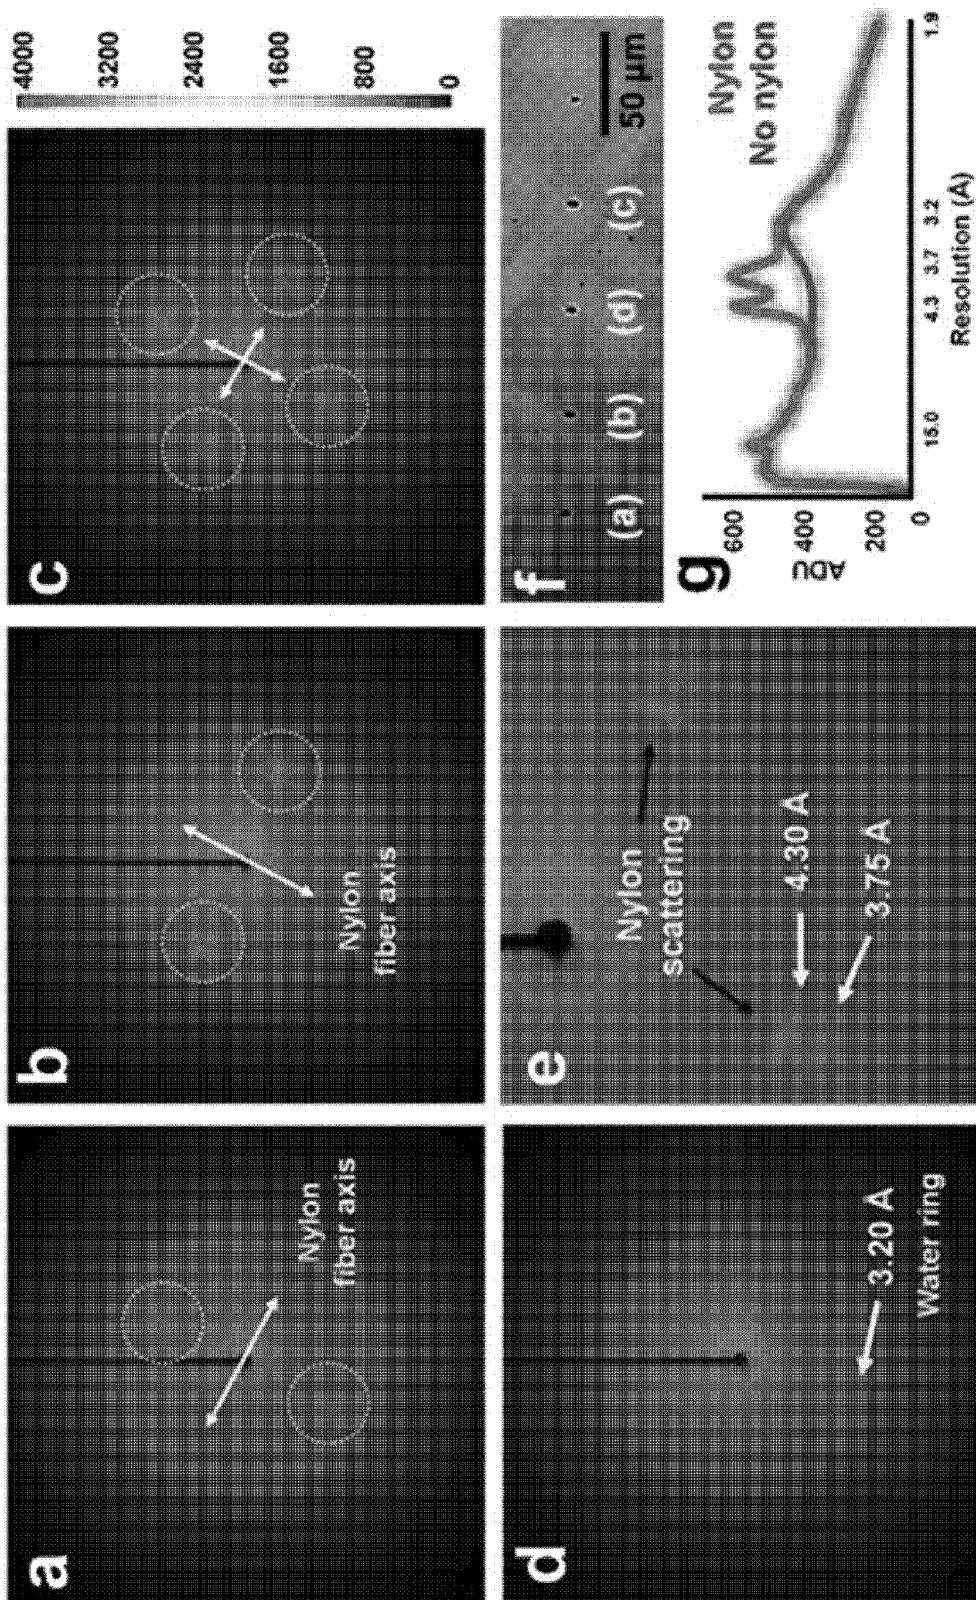 a
Nylon
fiber axis
b
Nylon
fiber axis
c
4000
3200
2400
1600
800
0
d
3.20 A
Water ring
e
Nylon
scattering
4.30 A
3.75 A
f
(a) (b) (d) (c)
50 μm
g
Nylon
No nylon
600
400
200
0
ADU
15.0 4.3 3.7 3.2 1.9
Resolution (Å)